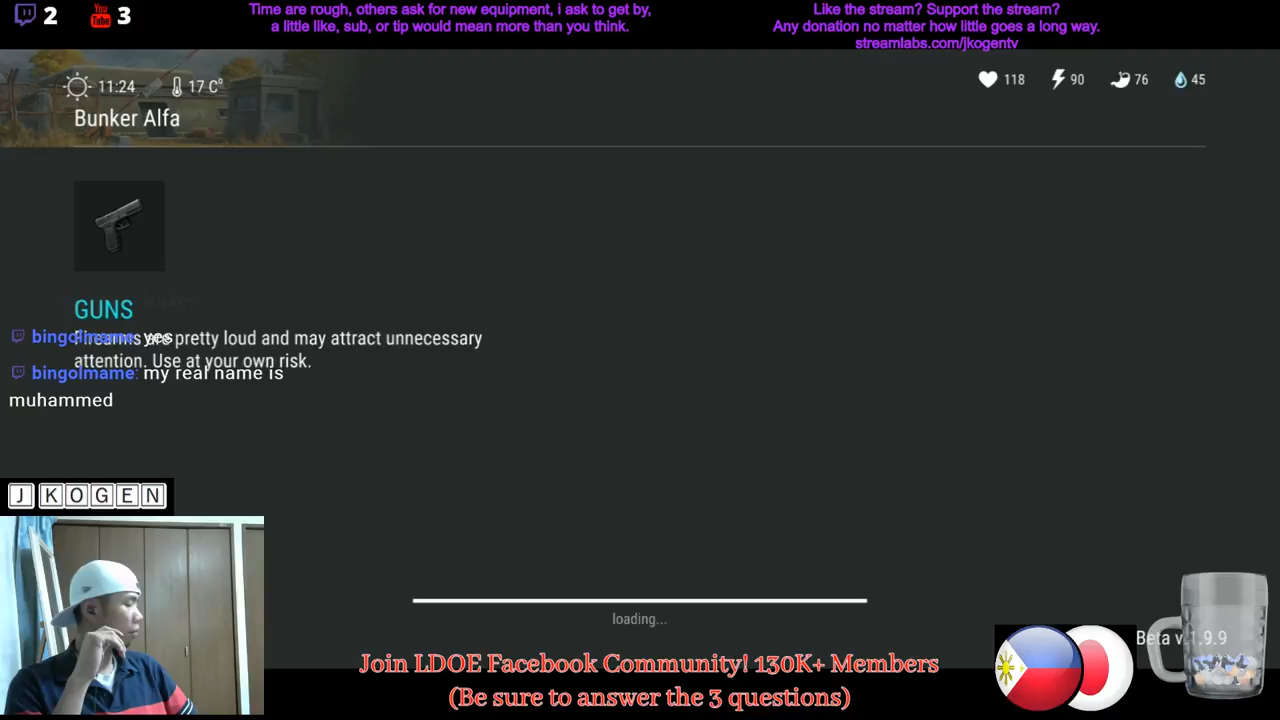 2
3
Time are rough, others ask for new equipment, i ask to get by,
a little like, sub, or tip would mean more than you think.
Like the stream? Support the stream?
Any donation no matter how little goes a long way.
streamlabs.com/jkogentv
11:24
17 C°
118
90
76
45
Bunker Alfa
GUNS
Firearms are pretty loud and may attract unnecessary
attention. Use at your own risk.
bingolmame: yes
bingolmame: my real name is
muhammed
J KOGEN
loading...
Join LDOE Facebook Community! 130K+ Members
(Be sure to answer the 3 questions)
Beta v.1.9.9